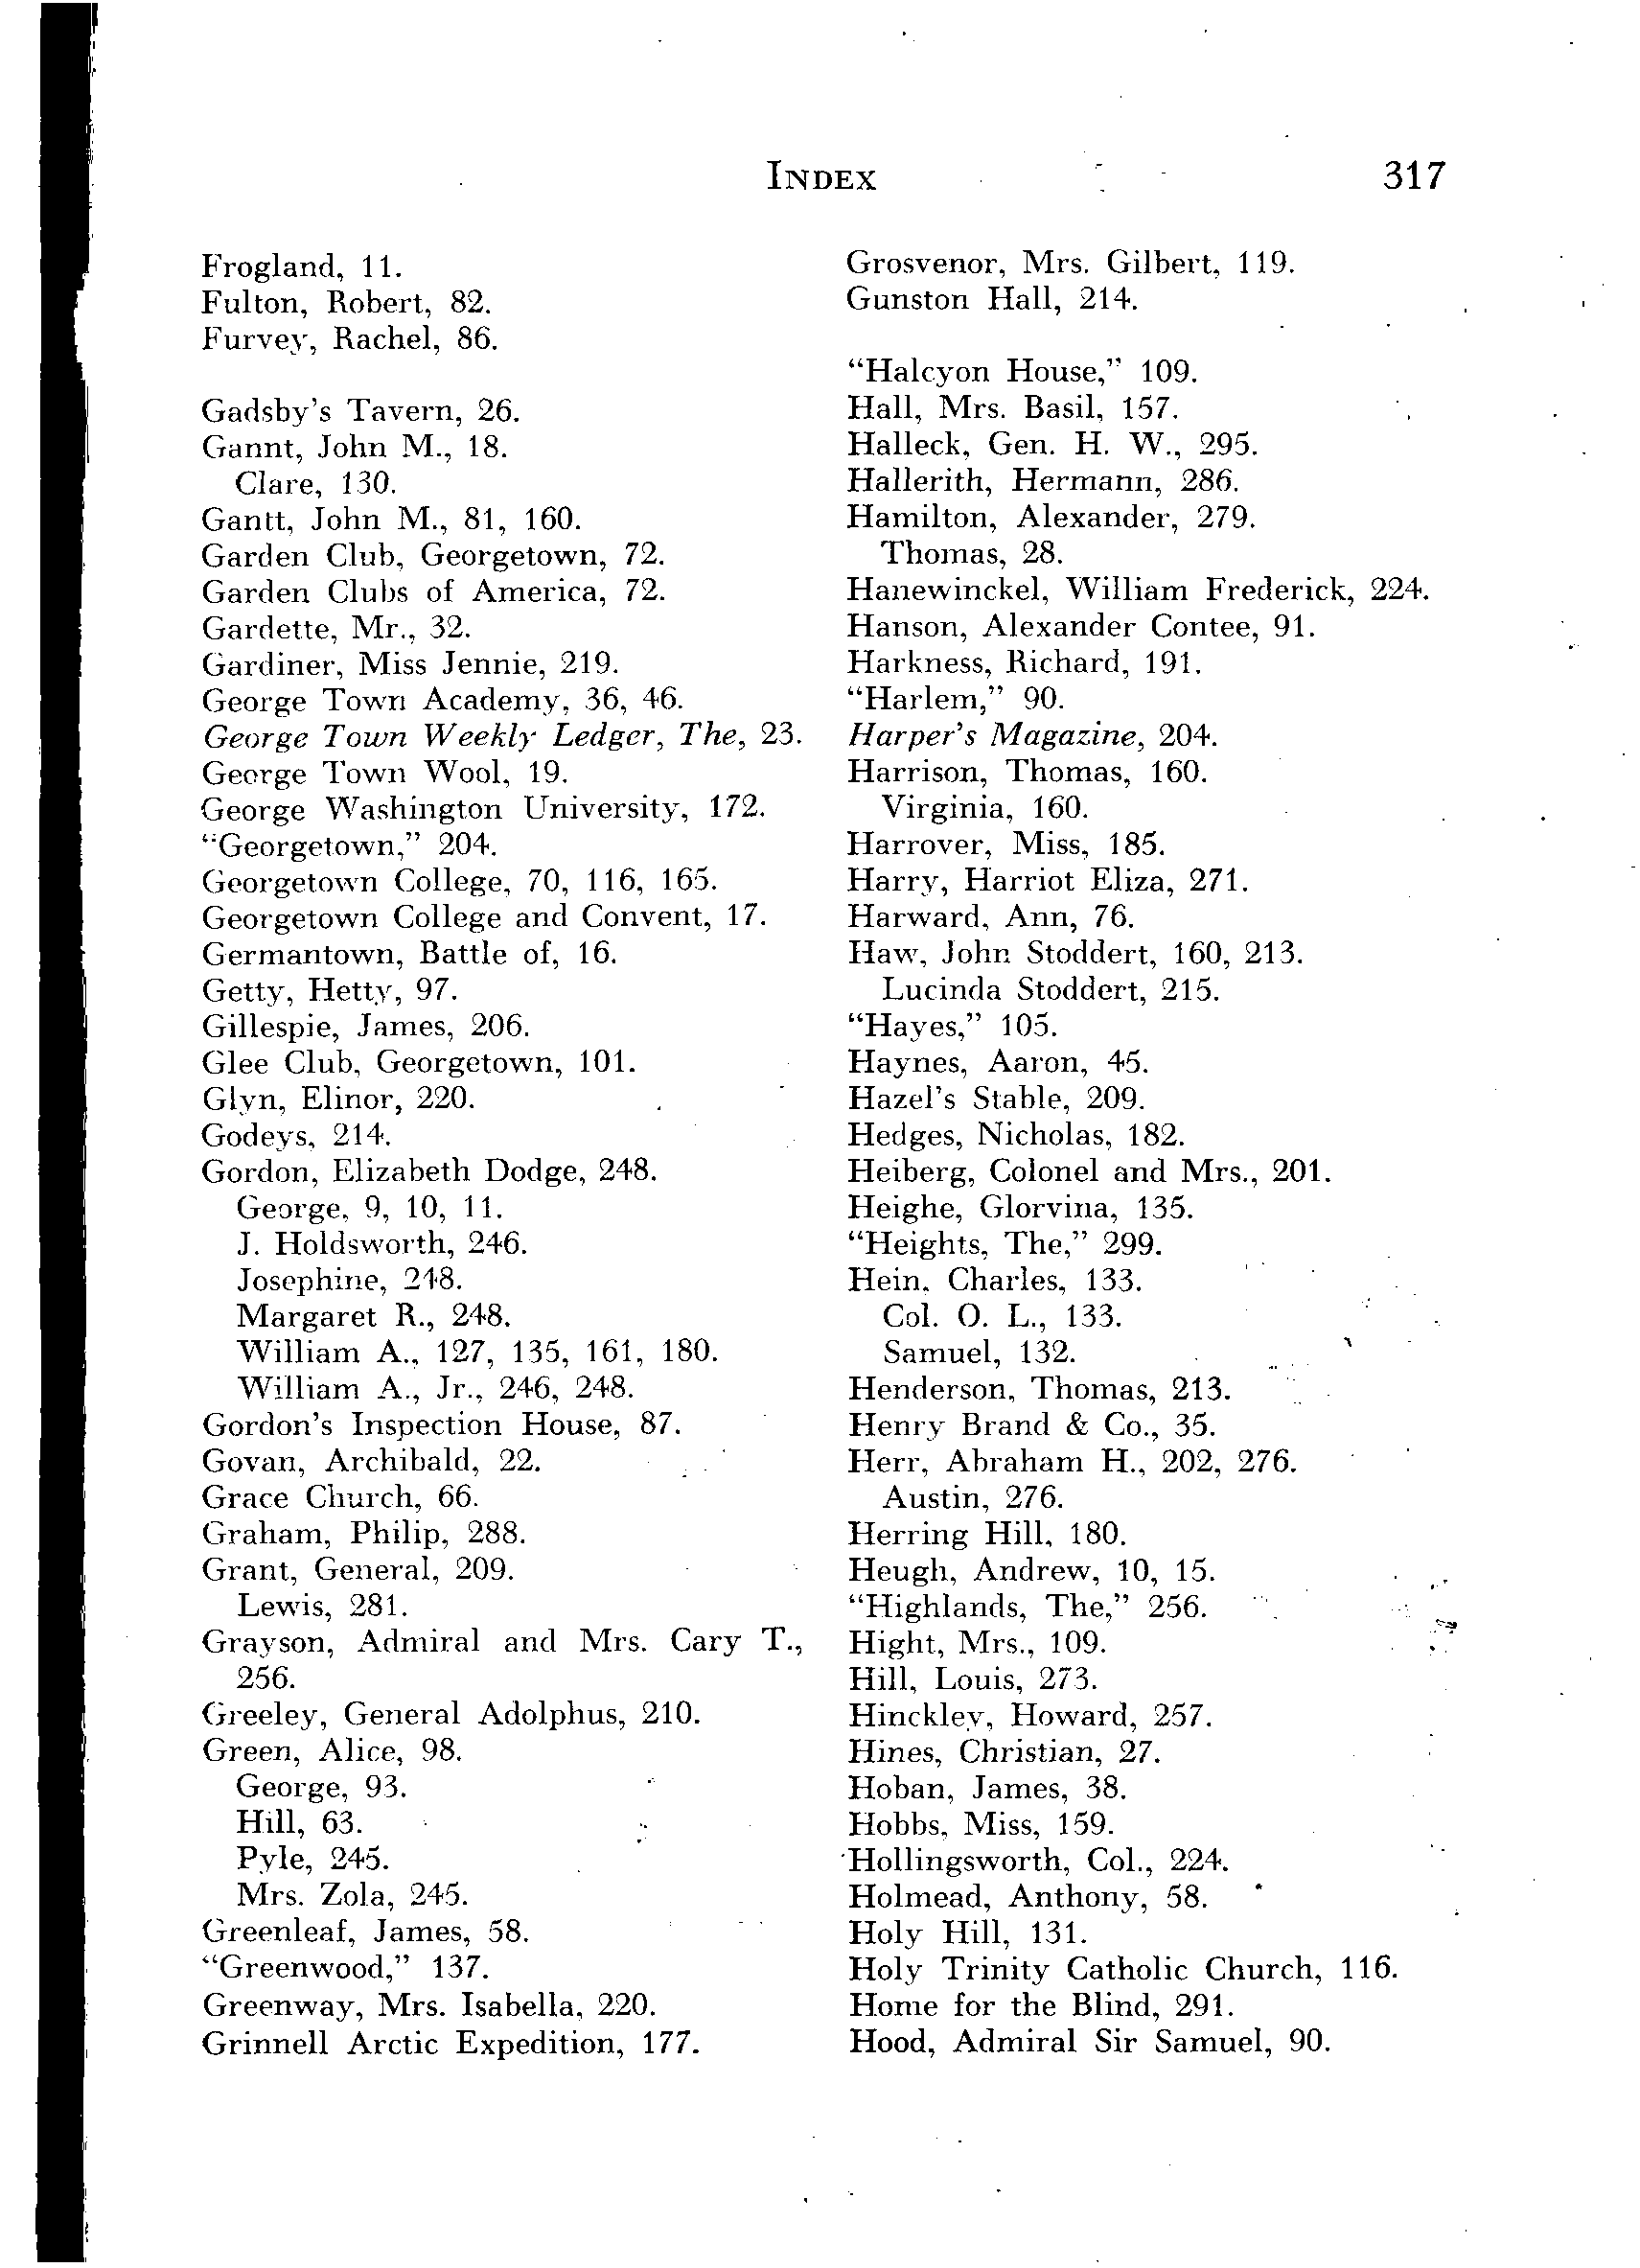 INDEX 317
Frogland, 11.
Fulton, Robert, 82.
Furvey, Rachel, 86.
Gadsby's Tavern, 26.
Gannt, John M., 18.
Clare, 130.
Gantt, John M., 81, 160.
Garden Club, Georgetown, 72.
Garden Clubs of America, 72.
Gardette, Mr., 32.
Gardiner, Miss Jennie, 219.
George Town Academy, 36, 46.
George Town Weekly Ledger, The, 23.
George Town Wool, 19.
George Washington University, 172.
"Georgetown," 204.
Georgetown College, 70, 116, 165.
Georgetown College and Convent, 17.
Germantown, Battle of, 16.
Getty, Hetty, 97.
Gillespie, James, 206.
Glee Club, Georgetown, 101.
Glyn, Elinor, 220.
Godeys, 214.
Gordon, Elizabeth Dodge, 248.
George, 9, 10, 11.
J. Holdsworth, 246.
Josephine, 248.
Margaret R., 248.
William A., 127, 135, 161, 180.
William A., Jr., 246, 248.
Gordon's Inspection House, 87.
Govan, Archibald, 22.
Grace Church, 66.
Graham, Philip, 288.
Grant, General, 209.
Lewis, 281.
Grayson, Admiral and Mrs. Cary T.,
256.
Greeley, General Adolphus, 210.
Green, Alice, 98.
George, 93.
Hill, 63.
Pyle, 245.
Mrs. Zola, 245.
Greenleaf, James, 58.
"Greenwood," 137.
Greenway, Mrs. Isabella, 220.
Grinnell Arctic Expedition, 177.
Grosvenor, Mrs. Gilbert, 119.
Gunston Hall, 214.
"Halcyon House," 109.
Hall, Mrs. Basil, 157.
Halleck, Gen. H. W., 295.
Hallerith, Hermann, 286.
Hamilton, Alexander, 279.
Thomas, 28.
Hanewinckel, William Frederick, 224.
Hanson, Alexander Contee, 91.
Harkness, Richard, 191.
"Harlem," 90.
Harper's Magazine, 204.
Harrison, Thomas, 160.
Virginia, 160.
Harrover, Miss, 185.
Harry, Harriot Eliza, 271.
Harward, Ann, 76.
Haw, John Stoddert, 160, 213.
Lucinda Stoddert, 215.
"Hayes," 105.
Haynes, Aaron, 45.
Hazel's Stable, 209.
Hedges, Nicholas, 182.
Heiberg, Colonel and Mrs., 201.
Heighe, Glorvina, 135.
"Heights, The," 299.
Hein, Charles, 133.
Col. O. L., 133.
Samuel, 132.
Henderson, Thomas, 213.
Henry Brand & Co., 35.
Herr, Abraham H., 202, 276.
Austin, 276.
Herring Hill, 180.
Heugh, Andrew, 10, 15.
"Highlands, The," 256.
Hight, Mrs., 109.
Hill, Louis, 273.
Hinckley, Howard, 257.
Hines, Christian, 27.
Hoban, James, 38.
Hobbs, Miss, 159.
Hollingsworth, Col., 224.
Holmead, Anthony, 58.
Holy Hill, 131.
Holy Trinity Catholic Church, 116.
Home for the Blind, 291.
Hood, Admiral Sir Samuel, 90.